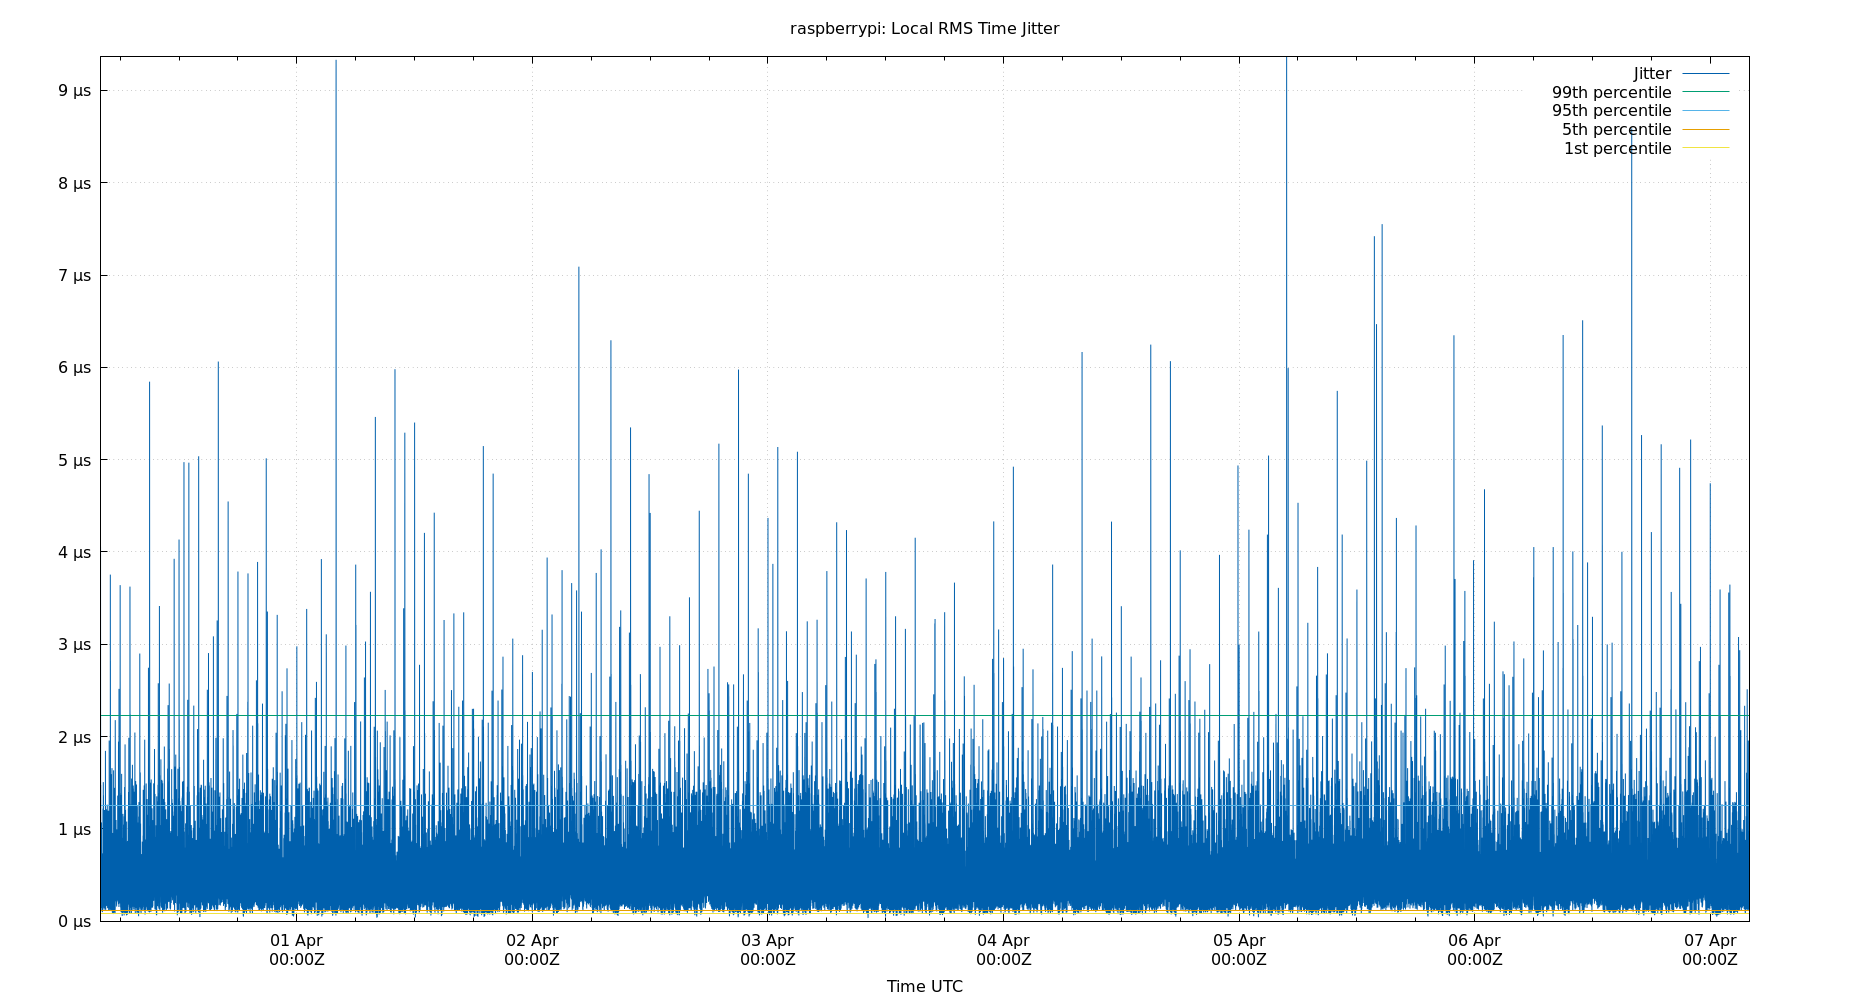 raspberrypi: Local RMS Time Jitter
Jitter
99th percentile
95th percentile
5th percentile
1st percentile
9 µs
8 µs
7 µs
6 µs
5 µs
4 µs
3 µs
2 µs
1 µs
0 µs
01 Apr 02 Apr 03 Apr 04 Apr 05 Apr 06 Apr 07 Apr
00:00Z 00:00Z 00:00Z 00:00Z 00:00Z 00:00Z 00:00Z
Time UTC